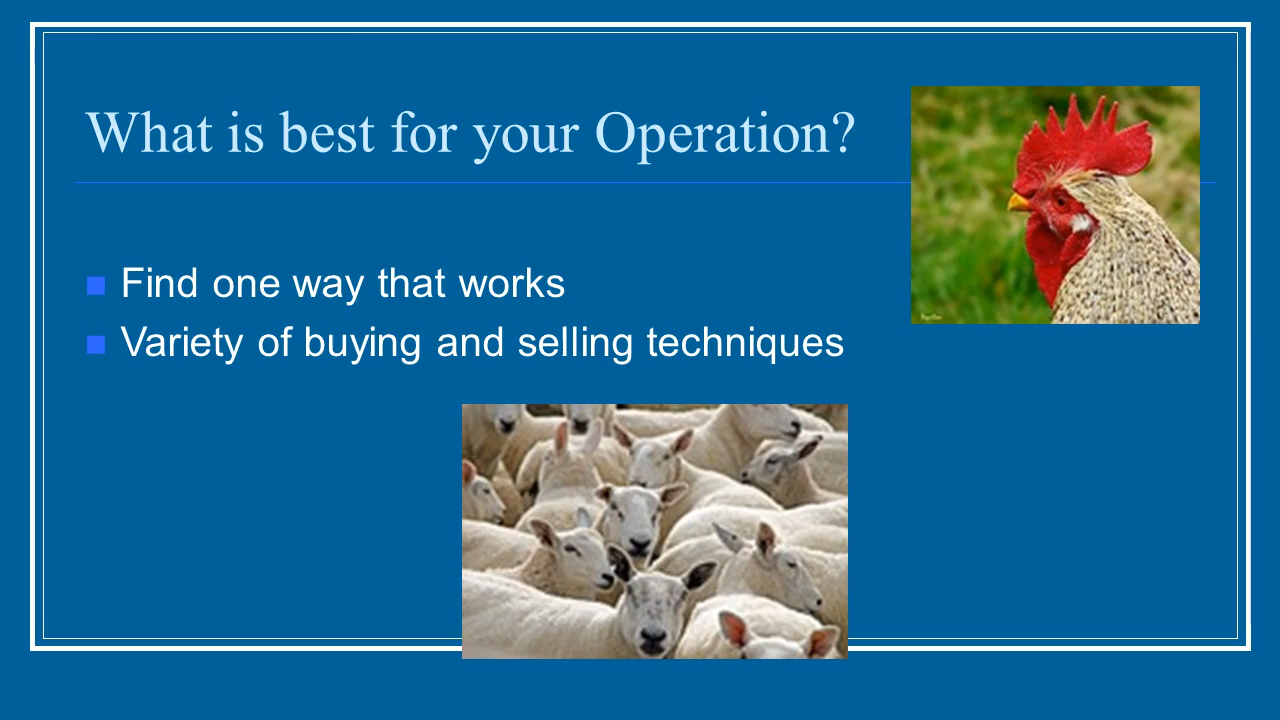 What is best for your Operation?
Find one way that works
Variety of buying and selling techniques